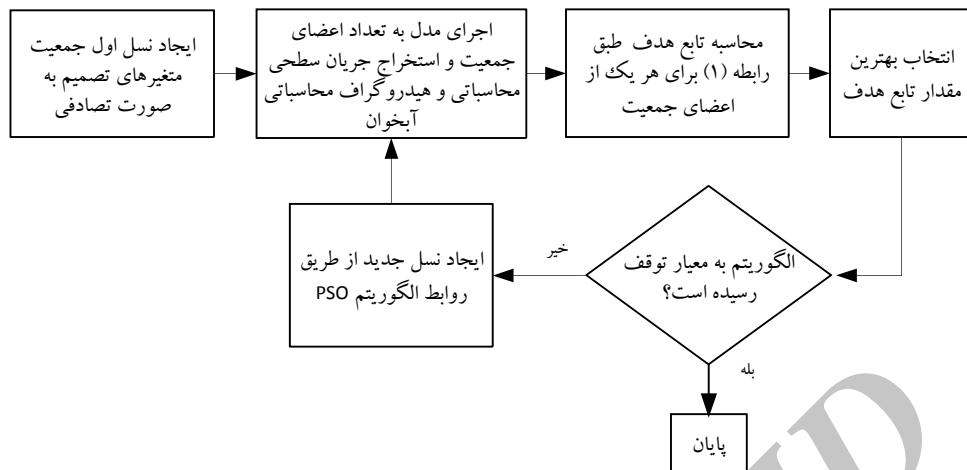 ایجاد نسل اول جمعیت
متغیرهای تصمیم به
صورت تصادفی
اجرای مدل به تعداد اعضای
جمعیت و استخراج جریان سطحی
محاسباتی و هیدروگراف محاسباتی
آبخوان
محاسبه تابع هدف طبق
رابطه (۱) برای هر یک از
اعضای جمعیت
انتخاب بهترین
مقدار تابع هدف
الگوریتم به معیار توقف
رسیده است؟
خیر
ایجاد نسل جدید از طریق
روابط الگوریتم PSO
بله
پایان